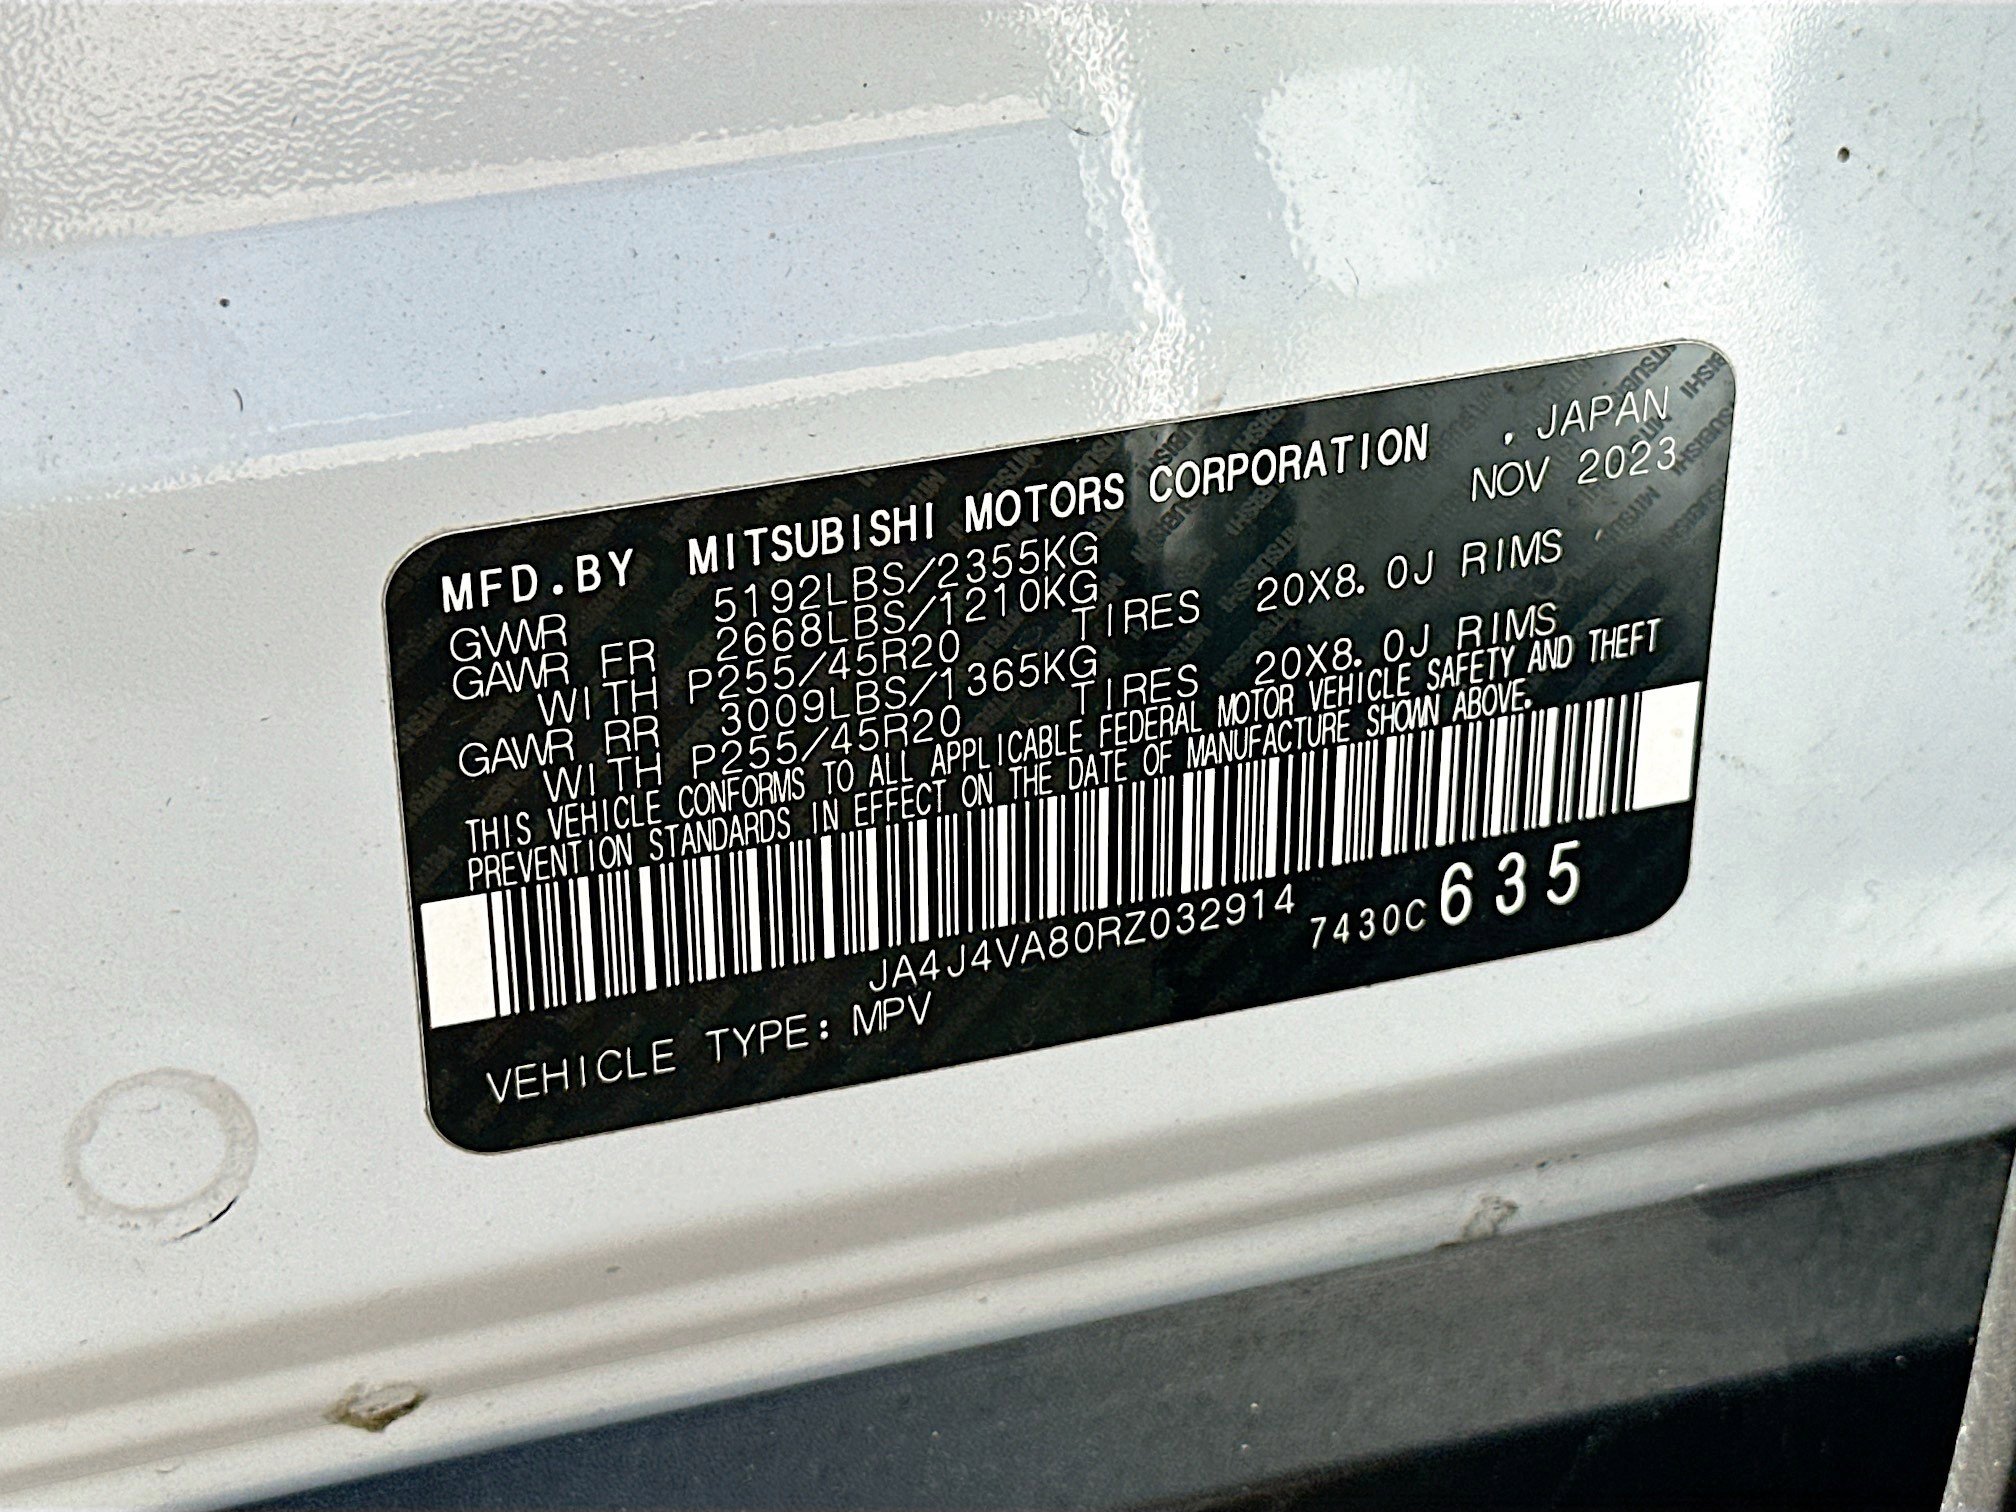 MFD.BY MITSUBISHI MOTORS CORPORATION . JAPAN
GVWR 5192LBS/2355KG NOV 2023
GAWR FR 2668LBS/1210KG
WITH P255/45R20 TIRES 20X8.0J RIMS
GAWR RR 3009LBS/1365KG
WITH P255/45R20 TIRES 20X8.0J RIMS
THIS VEHICLE CONFORMS TO ALL APPLICABLE FEDERAL MOTOR VEHICLE SAFETY AND THEFT
PREVENTION STANDARDS IN EFFECT ON THE DATE OF MANUFACTURE SHOWN ABOVE.
JA4J4VA80RZ032914 7430C 635
VEHICLE TYPE: MPV